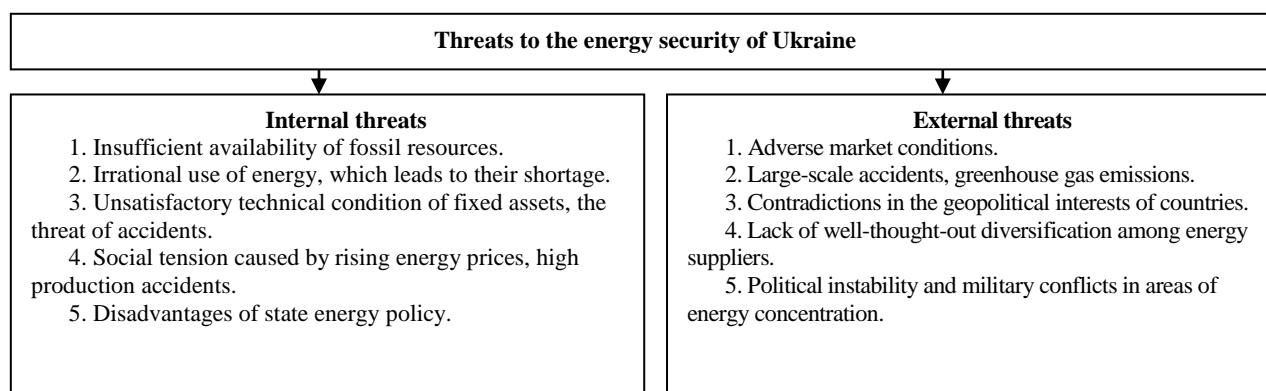 Threats to the energy security of Ukraine
Internal threats
1. Insufficient availability of fossil resources.
2. Irrational use of energy, which leads to their shortage.
3. Unsatisfactory technical condition of fixed assets, the
threat of accidents.
4. Social tension caused by rising energy prices, high
production accidents.
5. Disadvantages of state energy policy.
External threats
1. Adverse market conditions.
2. Large-scale accidents, greenhouse gas emissions.
3. Contradictions in the geopolitical interests of countries.
4. Lack of well-thought-out diversification among energy
suppliers.
5. Political instability and military conflicts in areas of
energy concentration.